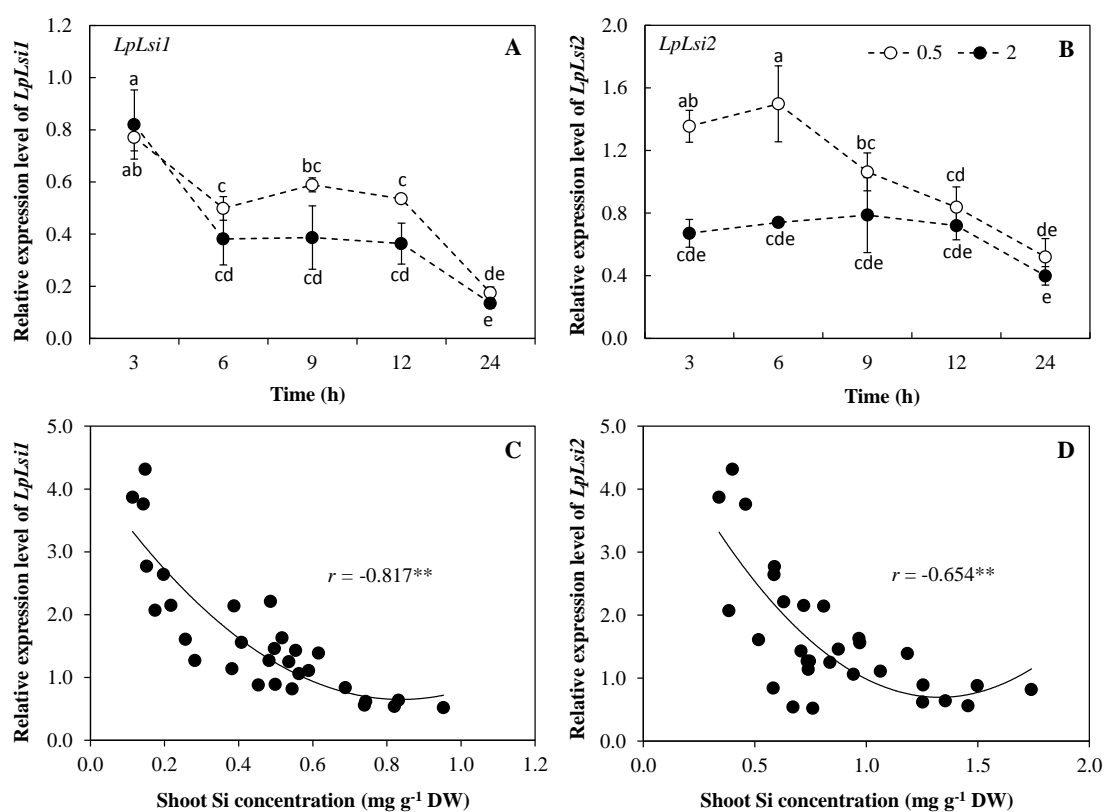 LpLsi1
A
Relative expression level of LpLsi1
1.2
1.0
0.8
0.6
0.4
0.2
0.0
a
ab
c
cd
bc
cd
c
cd
de
e
3
6
9
12
24
Time (h)
LpLsi2
B
0.5
2
Relative expression level of LpLsi2
2.0
1.6
1.2
0.8
0.4
0.0
ab
cde
a
cde
bc
cde
cd
cde
de
e
3
6
9
12
24
Time (h)
C
Relative expression level of LpLsi1
5.0
4.0
3.0
2.0
1.0
0.0
r = -0.817**
0.0
0.2
0.4
0.6
0.8
1.0
1.2
Shoot Si concentration (mg g⁻¹ DW)
D
Relative expression level of LpLsi2
5.0
4.0
3.0
2.0
1.0
0.0
r = -0.654**
0.0
0.5
1.0
1.5
2.0
Shoot Si concentration (mg g⁻¹ DW)